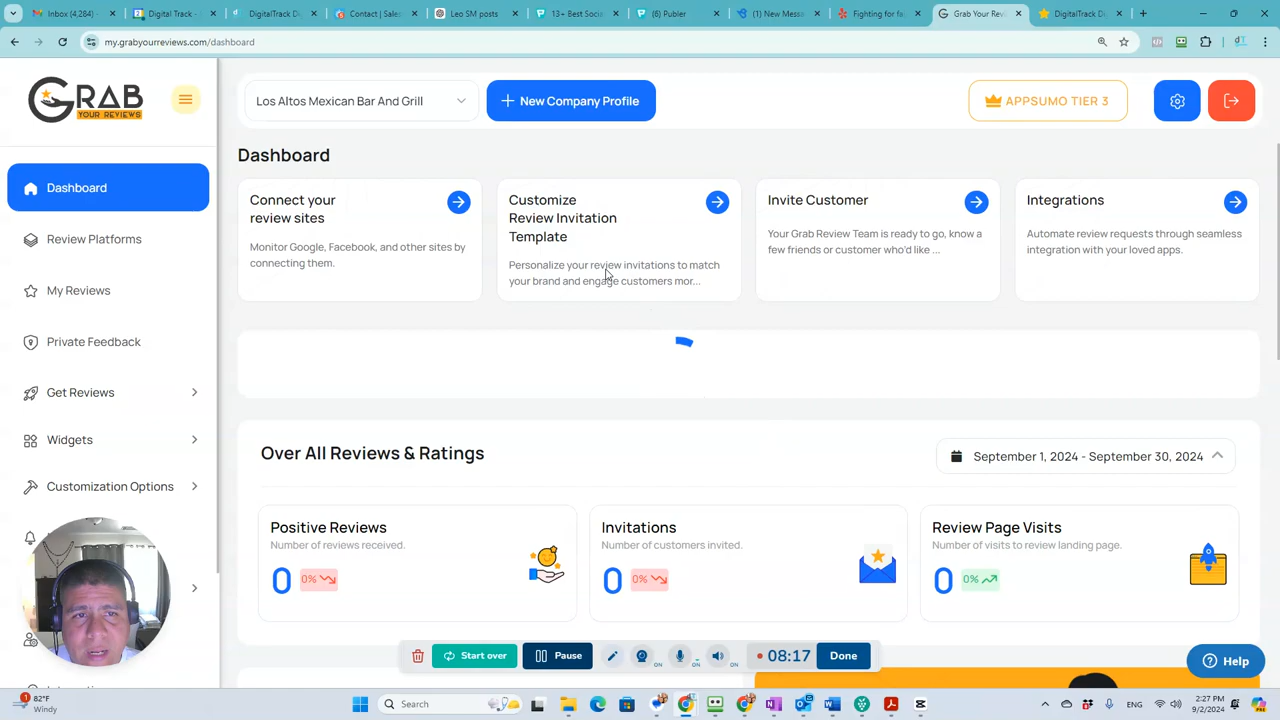 Inbox (4,284)
Digital Track -
DigitalTrack Di
Contact | Sales
Leo SM posts
13+ Best Soci
(6) Publer
(1) New Messa
Fighting for fa
Grab Your Rev
DigitalTrack Di
my.grabyourreviews.com/dashboard
GRAB
YOUR REVIEWS
Los Altos Mexican Bar And Grill
New Company Profile
APPSUMO TIER 3
Dashboard
Review Platforms
My Reviews
Private Feedback
Get Reviews
Widgets
Customization Options
Dashboard
Connect your
review sites
Monitor Google, Facebook, and other sites by
connecting them.
Customize
Review Invitation
Template
Personalize your review invitations to match
your brand and engage customers mor...
Invite Customer
Your Grab Review Team is ready to go, know a
few friends or customer who'd like ...
Integrations
Automate review requests through seamless
integration with your loved apps.
Over All Reviews & Ratings
September 1, 2024 - September 30, 2024
Positive Reviews
Number of reviews received.
0 0%
Invitations
Number of customers invited.
0 0%
Review Page Visits
Number of visits to review landing page.
0 0%
Start over
Pause
ON
ON
ON
08:17
Done
Help
1
82°F
Windy
Search
2:27 PM
9/2/2024